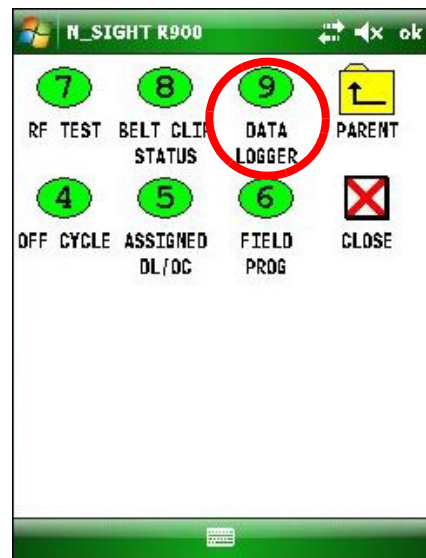 N_SIGHT R900 ok
7 8 9
RF TEST BELT CLIP DATA PARENT
STATUS LOGGER
4 5 6
OFF CYCLE ASSIGNED FIELD CLOSE
DL/OC PROG